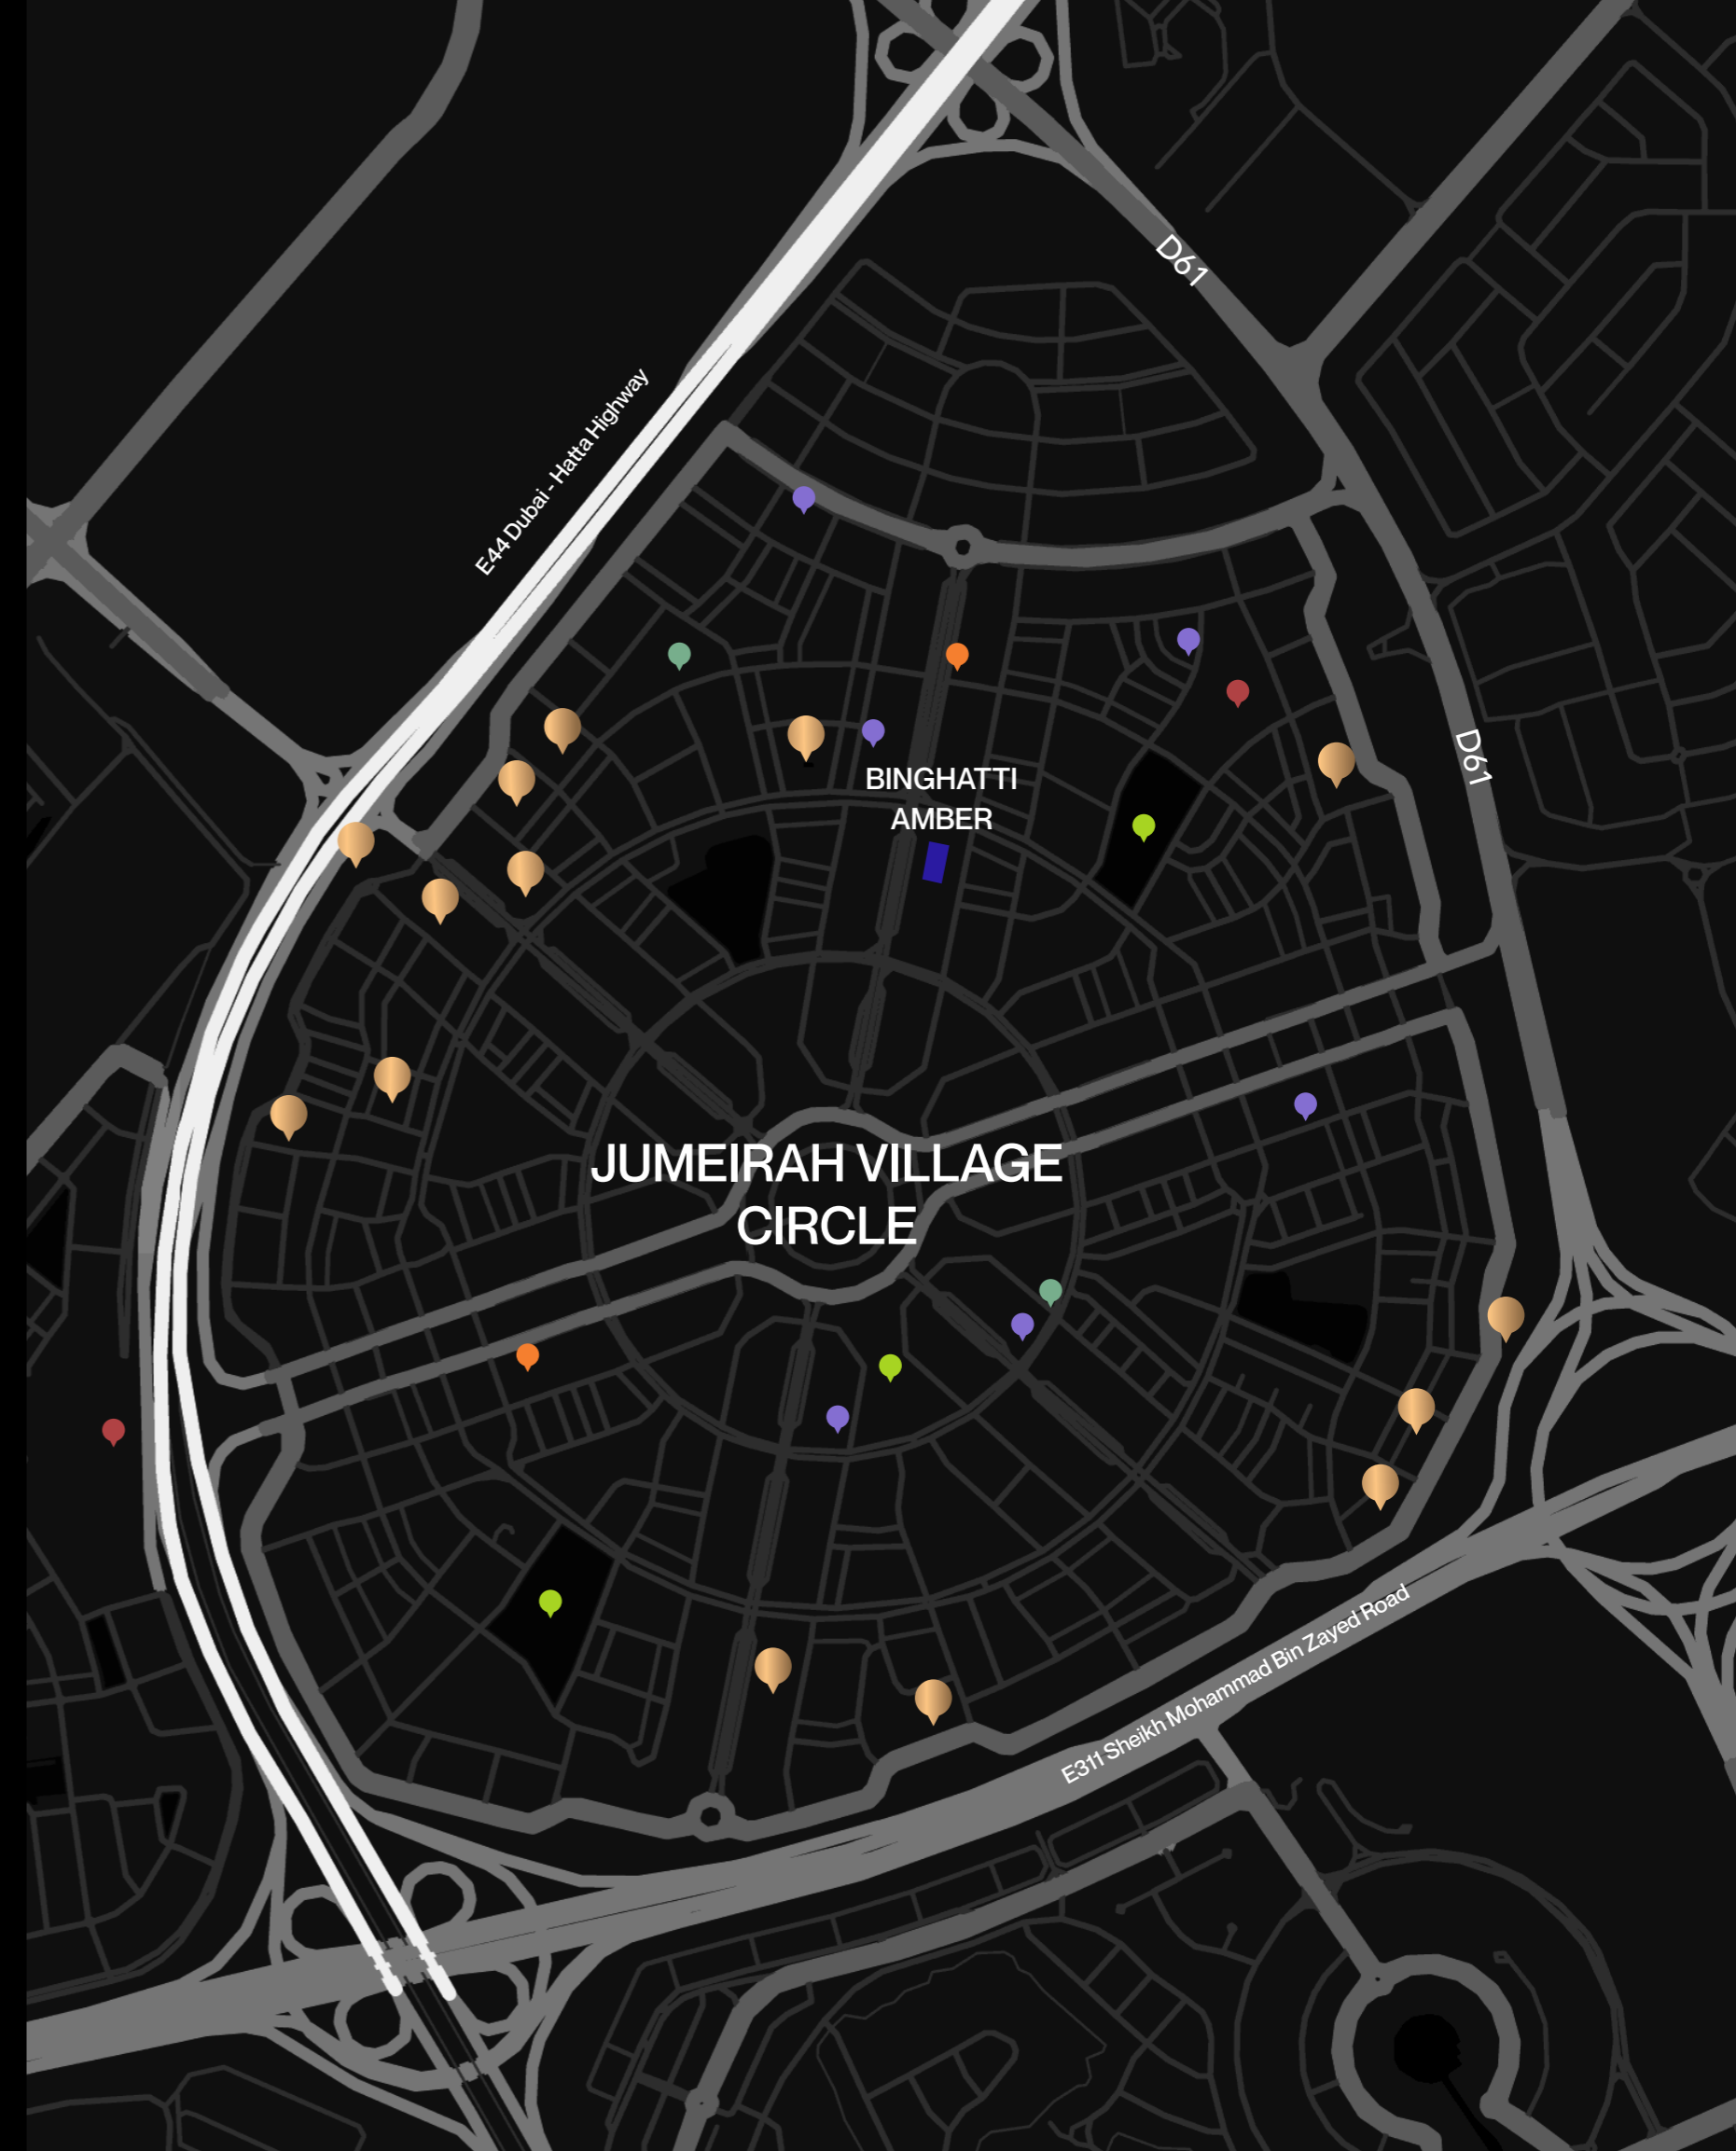 D61
E44 Dubai - Hatta Highway
D61
BINGHATTI
AMBER
JUMEIRAH VILLAGE
CIRCLE
E311 Sheikh Mohammad Bin Zayed Road